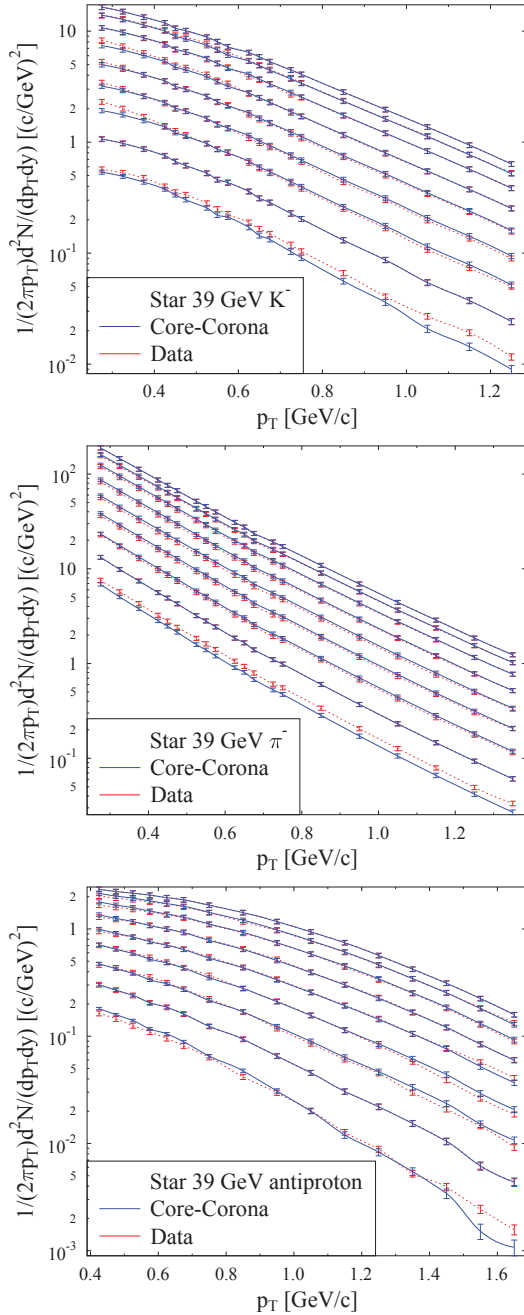 10
5
2
1
5
2
10⁻¹
5
2
10⁻²
1/(2πp_T)d²N/(dp_Tdy) [(c/GeV)²]
Star 39 GeV K⁻
Core-Corona
Data
0.4 0.6 0.8 1.0 1.2
p_T [GeV/c]
10²
5
2
10
5
2
1
5
2
10⁻¹
5
1/(2πp_T)d²N/(dp_Tdy) [(c/GeV)²]
Star 39 GeV π⁻
Core-Corona
Data
0.4 0.6 0.8 1.0 1.2
p_T [GeV/c]
2
1
5
2
10⁻¹
5
2
10⁻²
5
2
10⁻³
1/(2πp_T)d²N/(dp_Tdy) [(c/GeV)²]
Star 39 GeV antiproton
Core-Corona
Data
0.4 0.6 0.8 1.0 1.2 1.4 1.6
p_T [GeV/c]